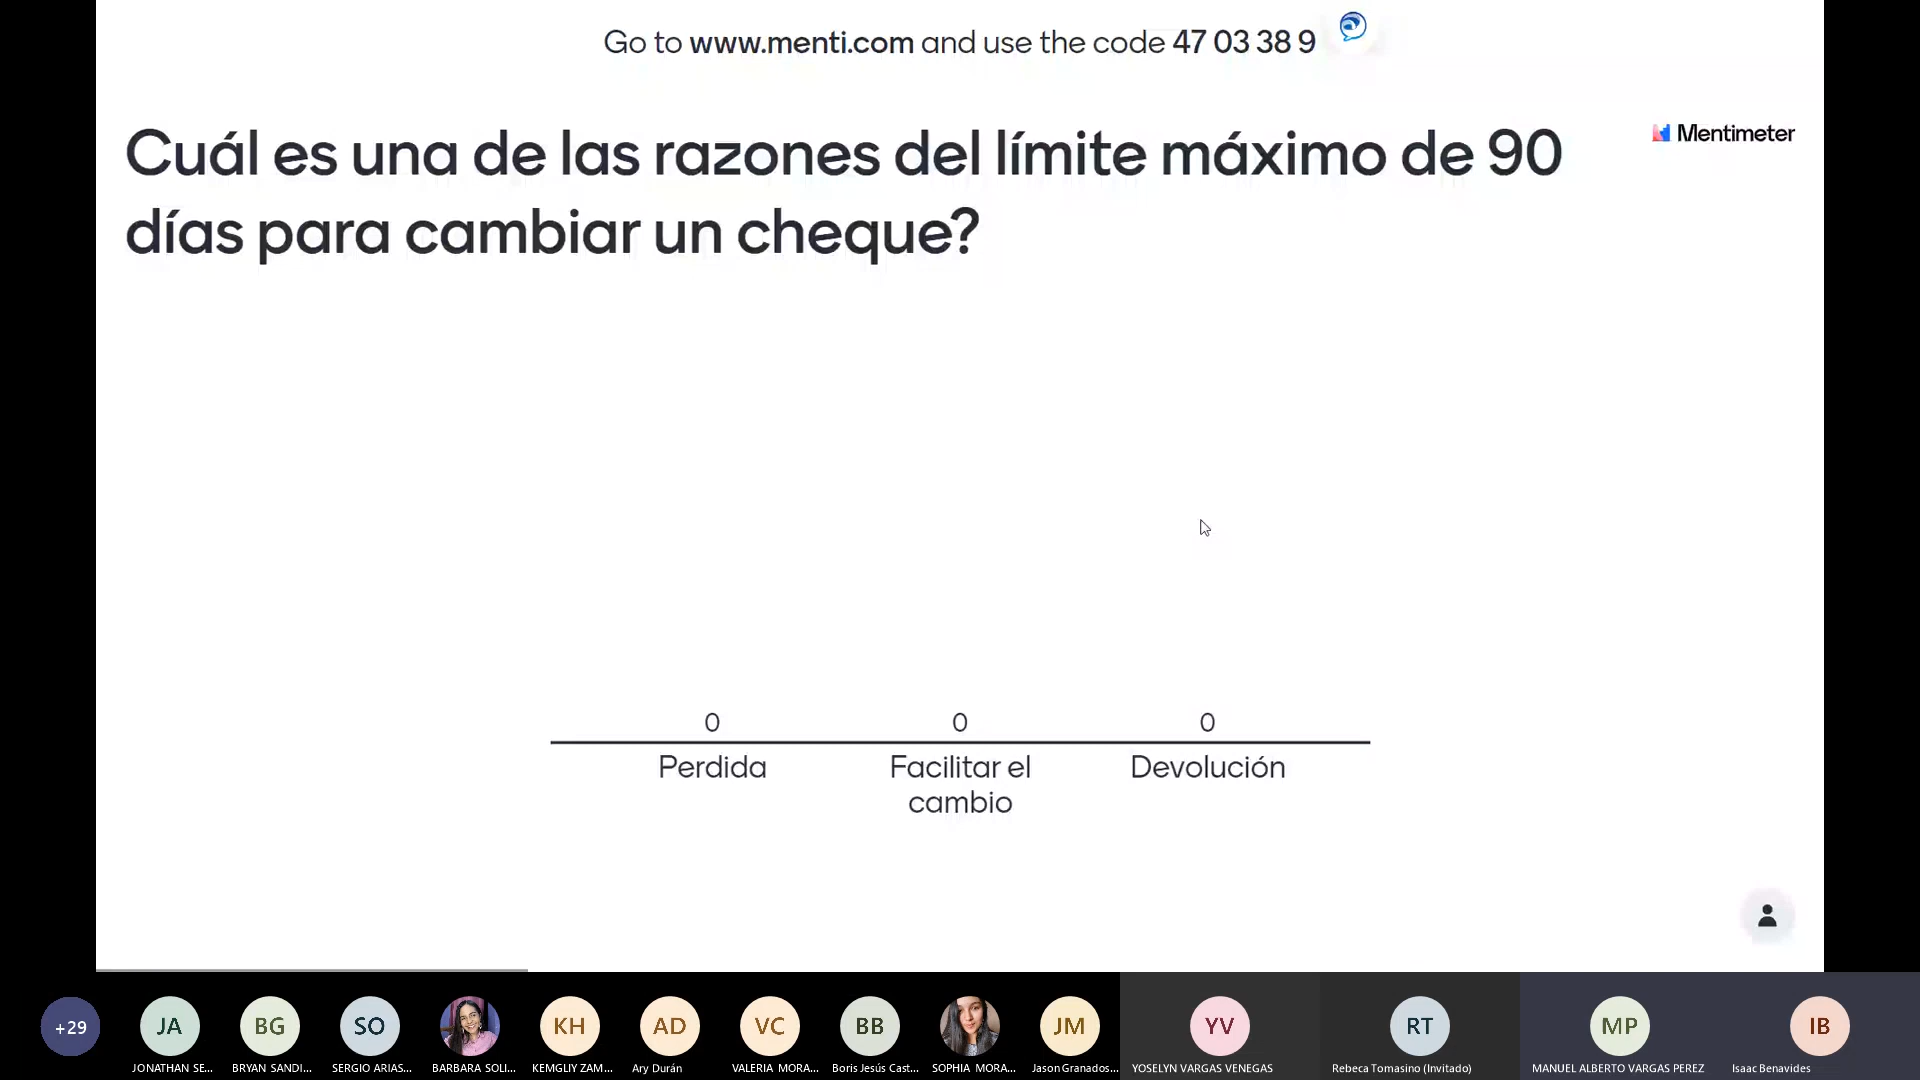 Go to www.menti.com and use the code 47 03 38 9
Cuál es una de las razones del límite máximo de 90
días para cambiar un cheque?
Mentimeter
0 0 0
Perdida Facilitar el Devolución
cambio
+29 JA BG SO KH AD VC BB JM YV RT MP IB
JONATHAN SE... BRYAN SANDI... SERGIO ARIAS... BARBARA SOLI... KEMGLIY ZAM... Ary Durán VALERIA MORA... Boris Jesús Cast... SOPHIA MORA... Jason Granados... YOSELYN VARGAS VENEGAS Rebeca Tomasino (Invitado) MANUEL ALBERTO VARGAS PEREZ Isaac Benavides